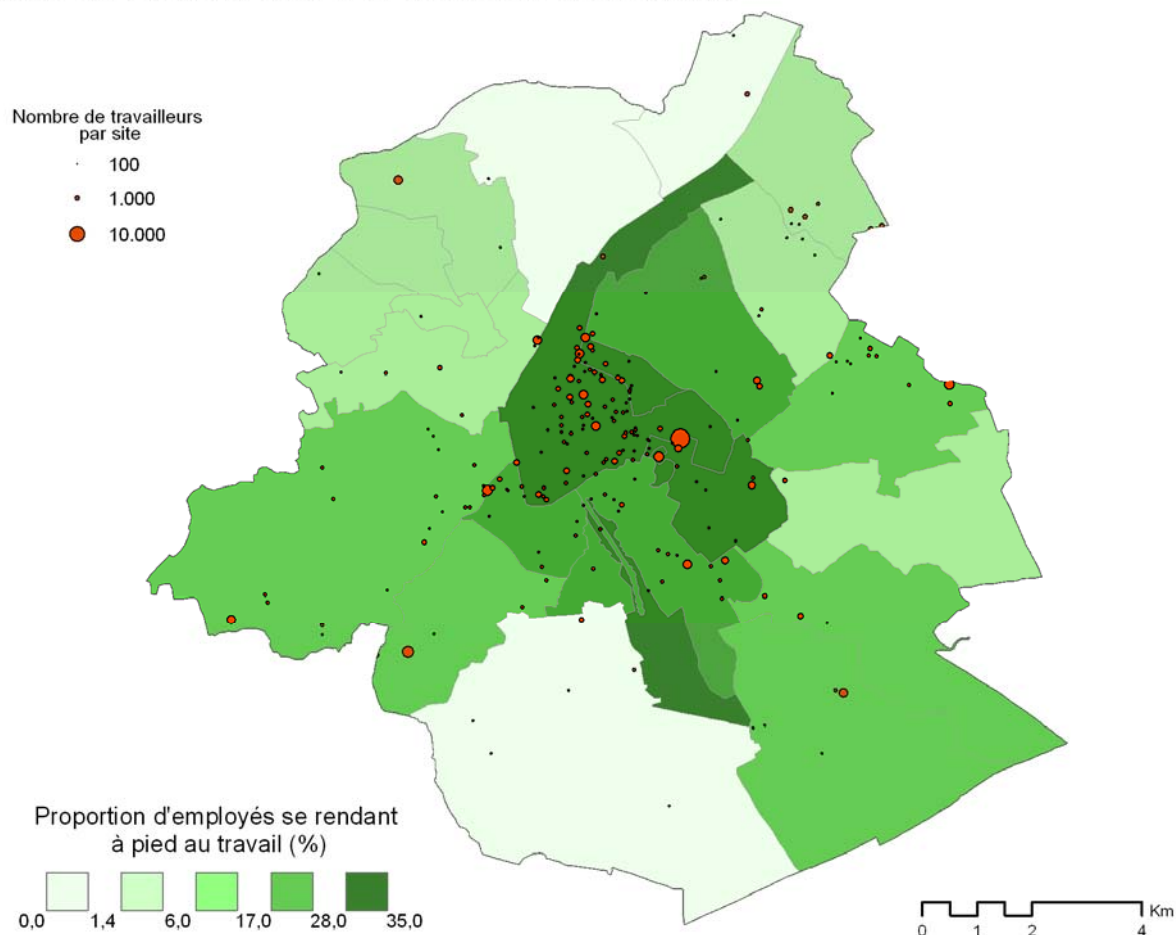 Nombre de travailleurs
par site
100
1.000
10.000
Proportion d'employés se rendant
à pied au travail (%)
0,0 1,4 6,0 17,0 28,0 35,0
Km
0 1 2 4